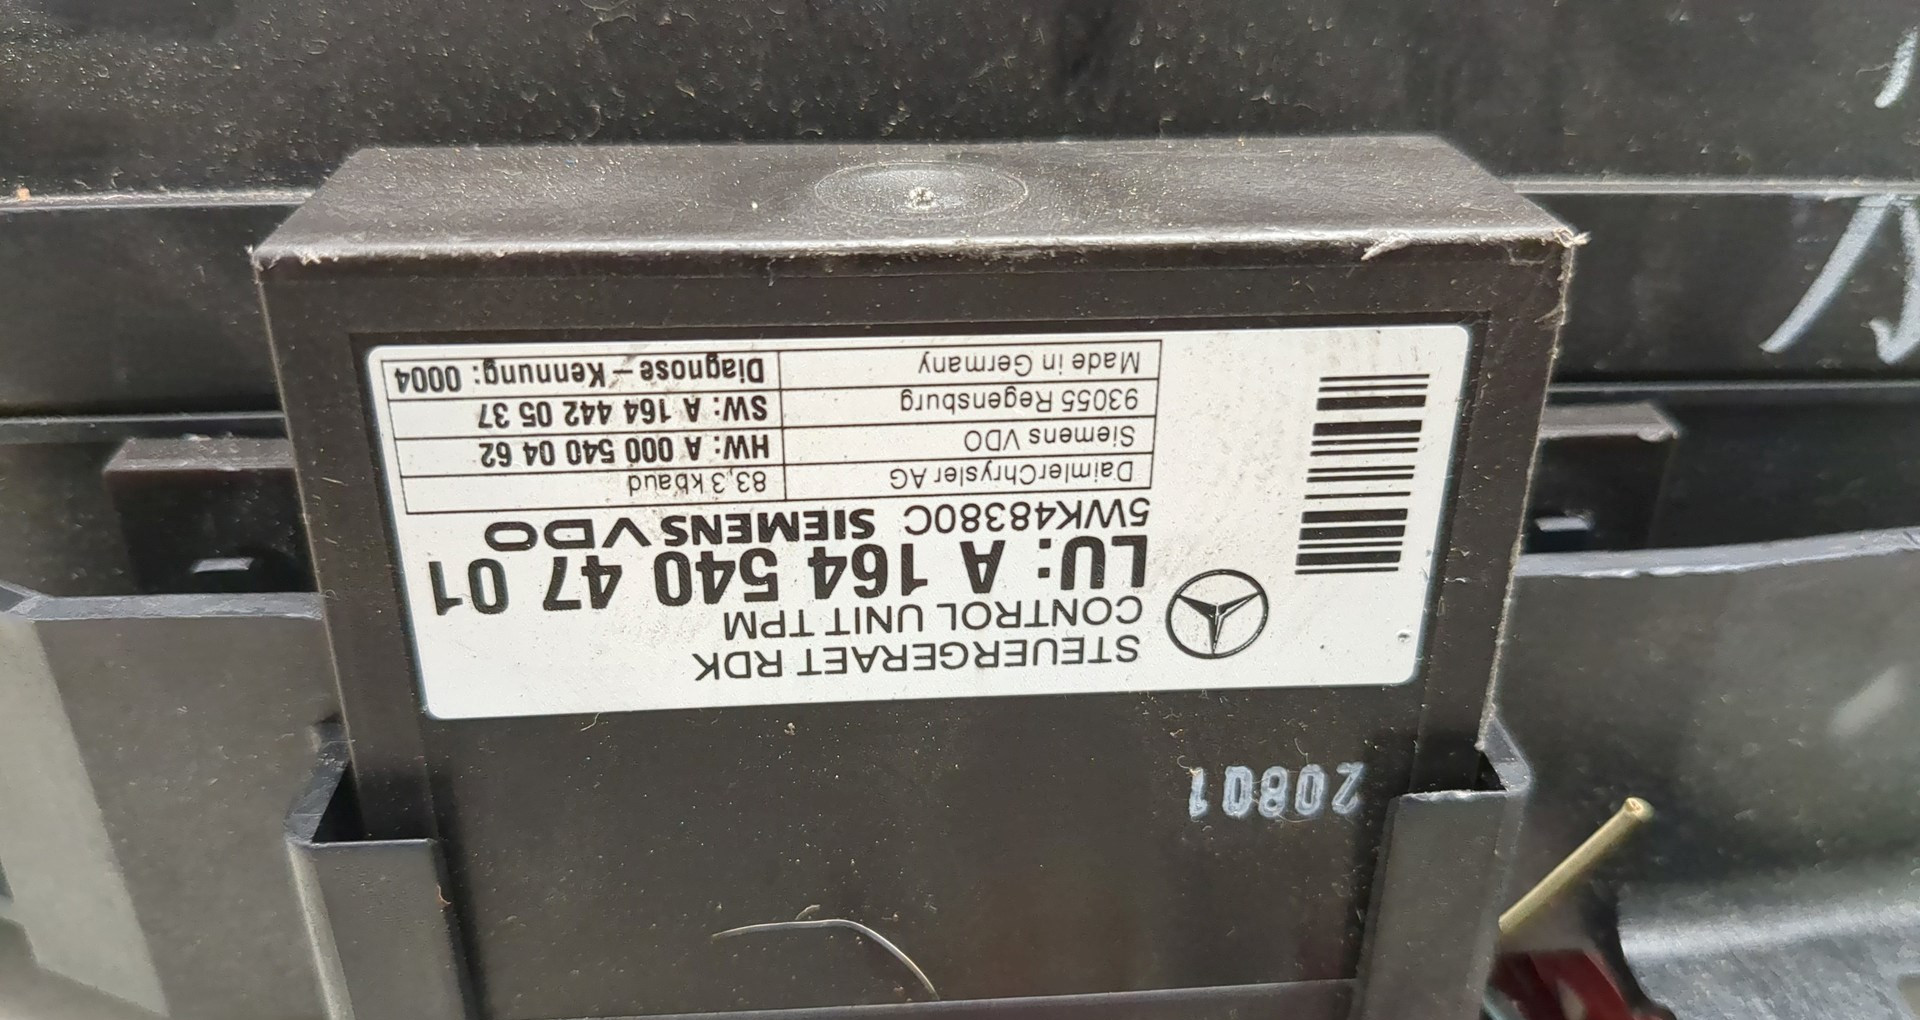 STEUERGERAET RDK
CONTROL UNIT TPM
LU: A 164 540 47 01
5WK48380C SIEMENS VDO
DaimlerChrysler AG 83,3 kbaud
Siemens VDO HW: A 000 540 04 62
93055 Regensburg SW: A 164 442 05 37
Made in Germany Diagnose-Kennung: 0004
20801